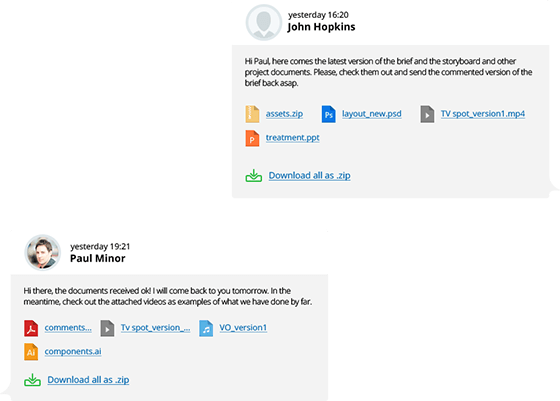 yesterday 16:20
John Hopkins
Hi Paul, here comes the latest version of the brief and the storyboard and other
project documents. Please, check them out and send the commented version of the
brief back asap.
assets.zip Ps layout_new.psd TV spot_version1.mp4
P treatment.ppt
Download all as .zip
yesterday 19:21
Paul Minor
Hi there, the documents received ok! I will come back to you tomorrow. In the
meantime, check out the attached videos as examples of what we have done by far.
comments... Tv spot_version_... VO_version1
Ai components.ai
Download all as .zip